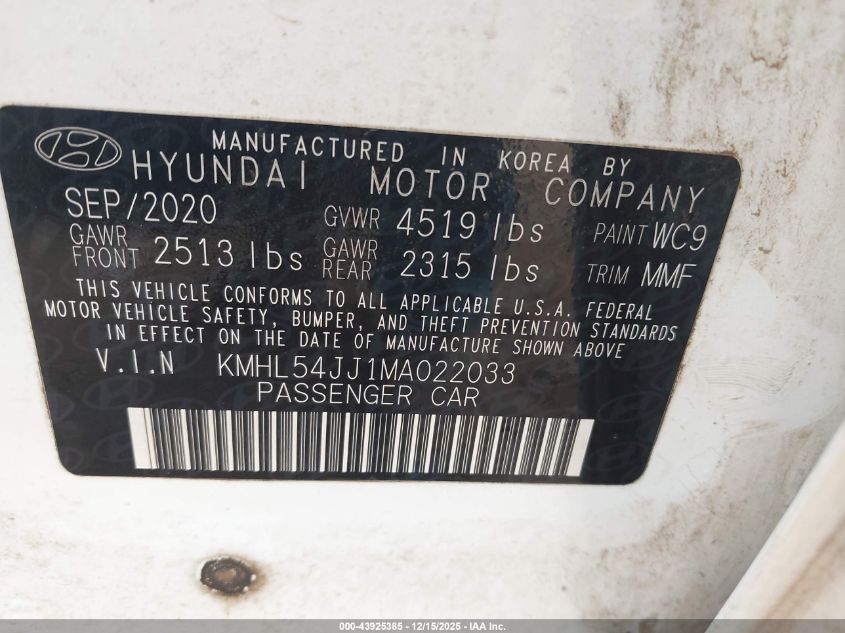 MANUFACTURED IN KOREA BY
HYUNDAI MOTOR COMPANY
SEP/2020 GVWR 4519 lbs PAINT WC9
GAWR FRONT 2513 lbs GAWR REAR 2315 lbs TRIM MMF
THIS VEHICLE CONFORMS TO ALL APPLICABLE U.S.A. FEDERAL
MOTOR VEHICLE SAFETY, BUMPER, AND THEFT PREVENTION STANDARDS
IN EFFECT ON THE DATE OF MANUFACTURE SHOWN ABOVE
V.I.N KMHL54JJ1MA022033
PASSENGER CAR
000-43925385 - 12/15/2025 - IAA Inc.